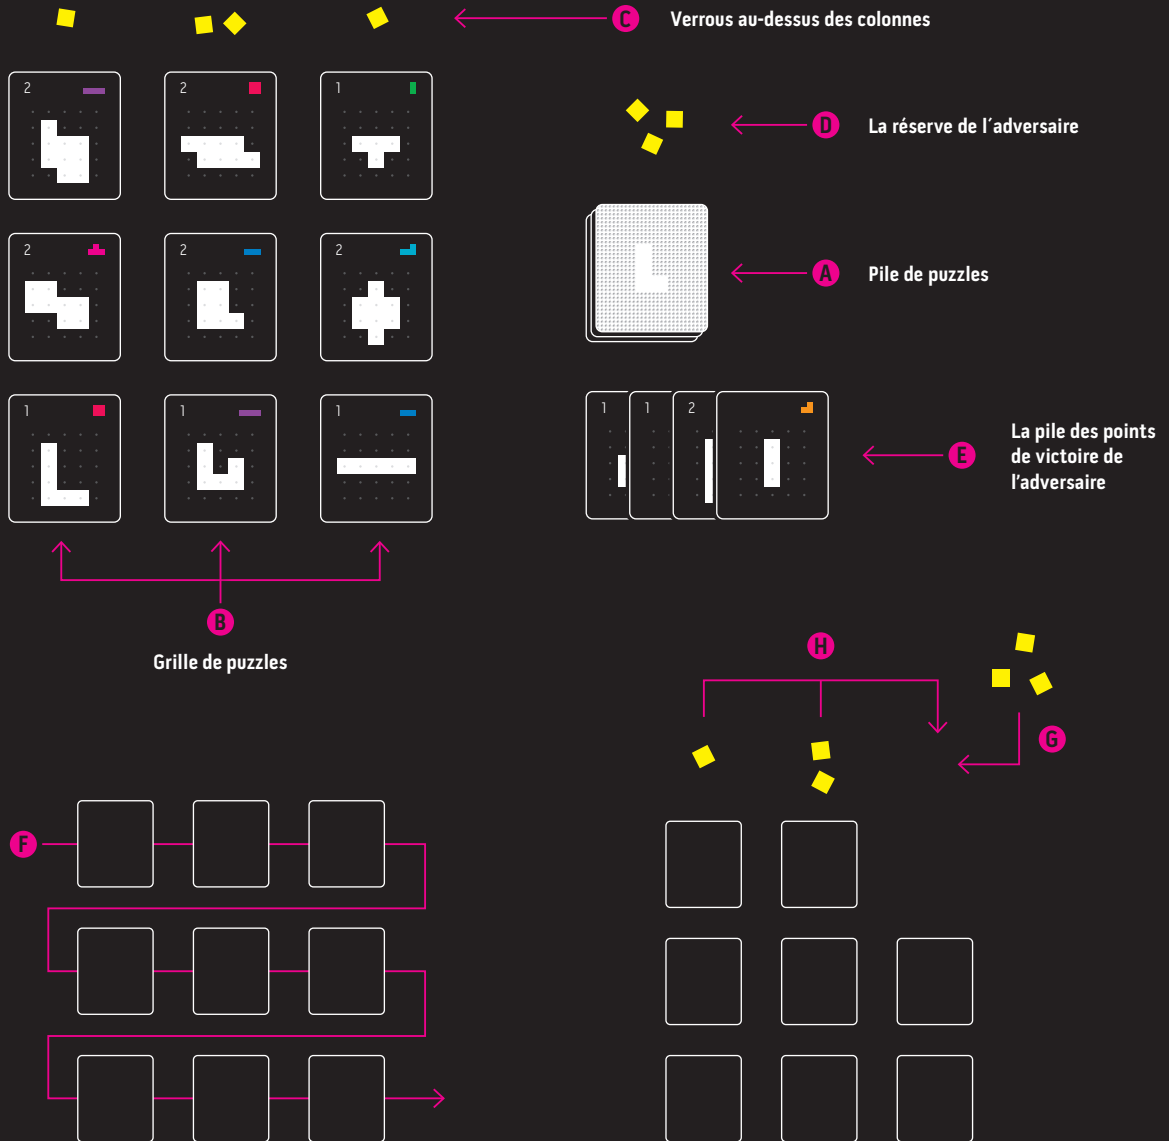 C Verrous au-dessus des colonnes
2 2 1
D La réserve de l´adversaire
A Pile de puzzles
2 2 2
1 1 1
1 1 2
E La pile des points
de victoire de
l'adversaire
B
Grille de puzzles
H
G
F